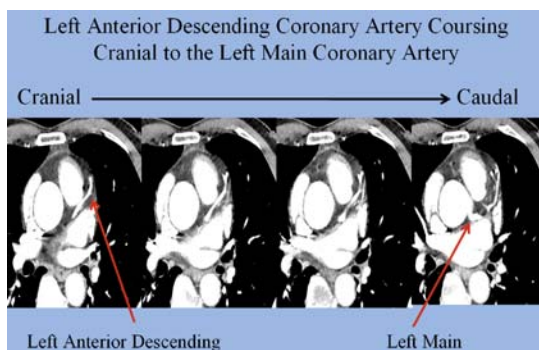 Left Anterior Descending Coronary Artery Coursing
Cranial to the Left Main Coronary Artery
Cranial
Caudal
Left Anterior Descending
Left Main